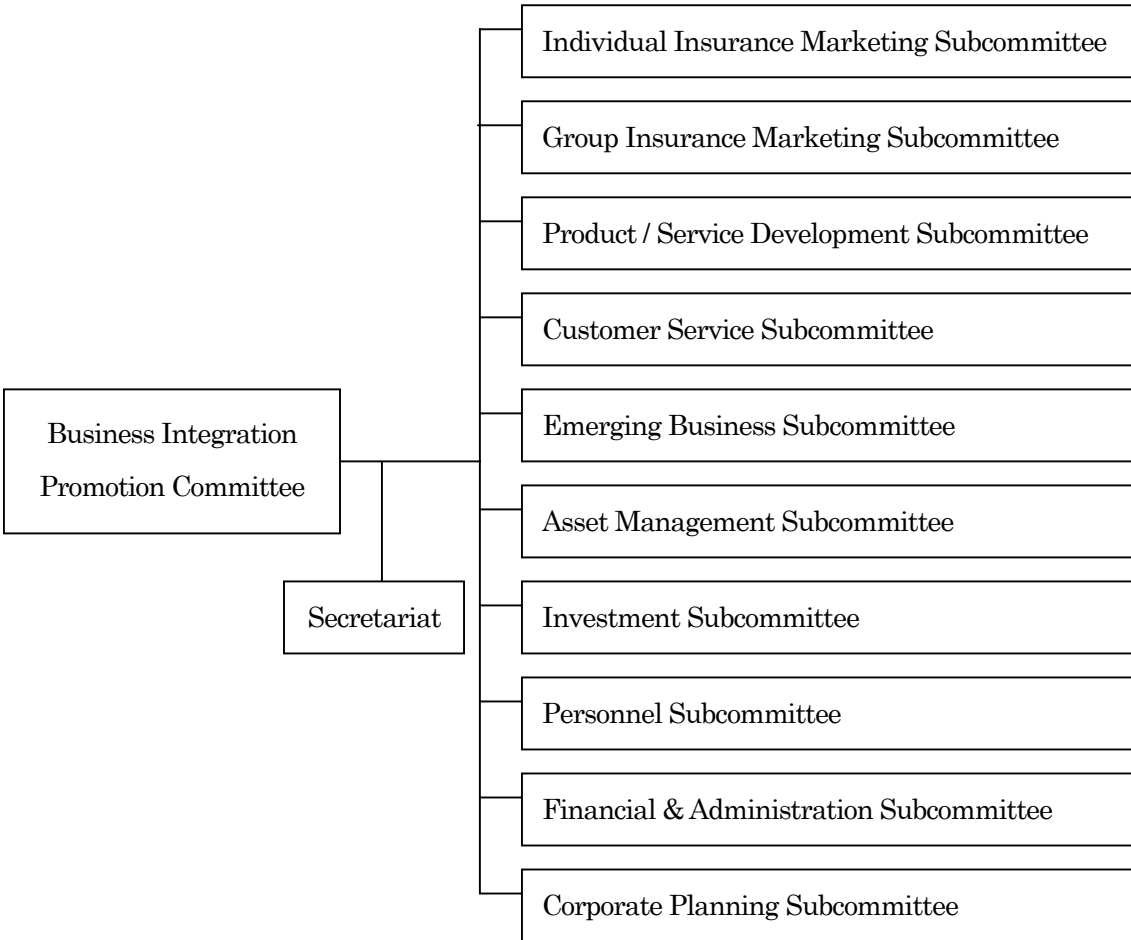 Individual Insurance Marketing Subcommittee
Group Insurance Marketing Subcommittee
Product / Service Development Subcommittee
Customer Service Subcommittee
Business Integration
Promotion Committee
Emerging Business Subcommittee
Asset Management Subcommittee
Secretariat
Investment Subcommittee
Personnel Subcommittee
Financial & Administration Subcommittee
Corporate Planning Subcommittee